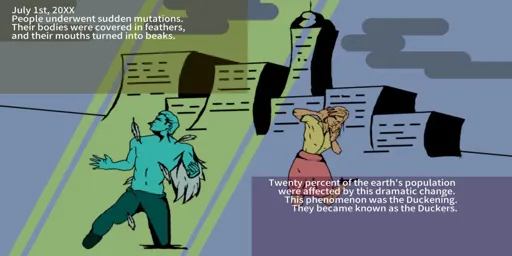 July 1st, 20XX
People underwent sudden mutations.
Their bodies were covered in feathers,
and their mouths turned into beaks.
Twenty percent of the earth's population
were affected by this dramatic change.
This phenomenon was the Duckening.
They became known as the Duckers.